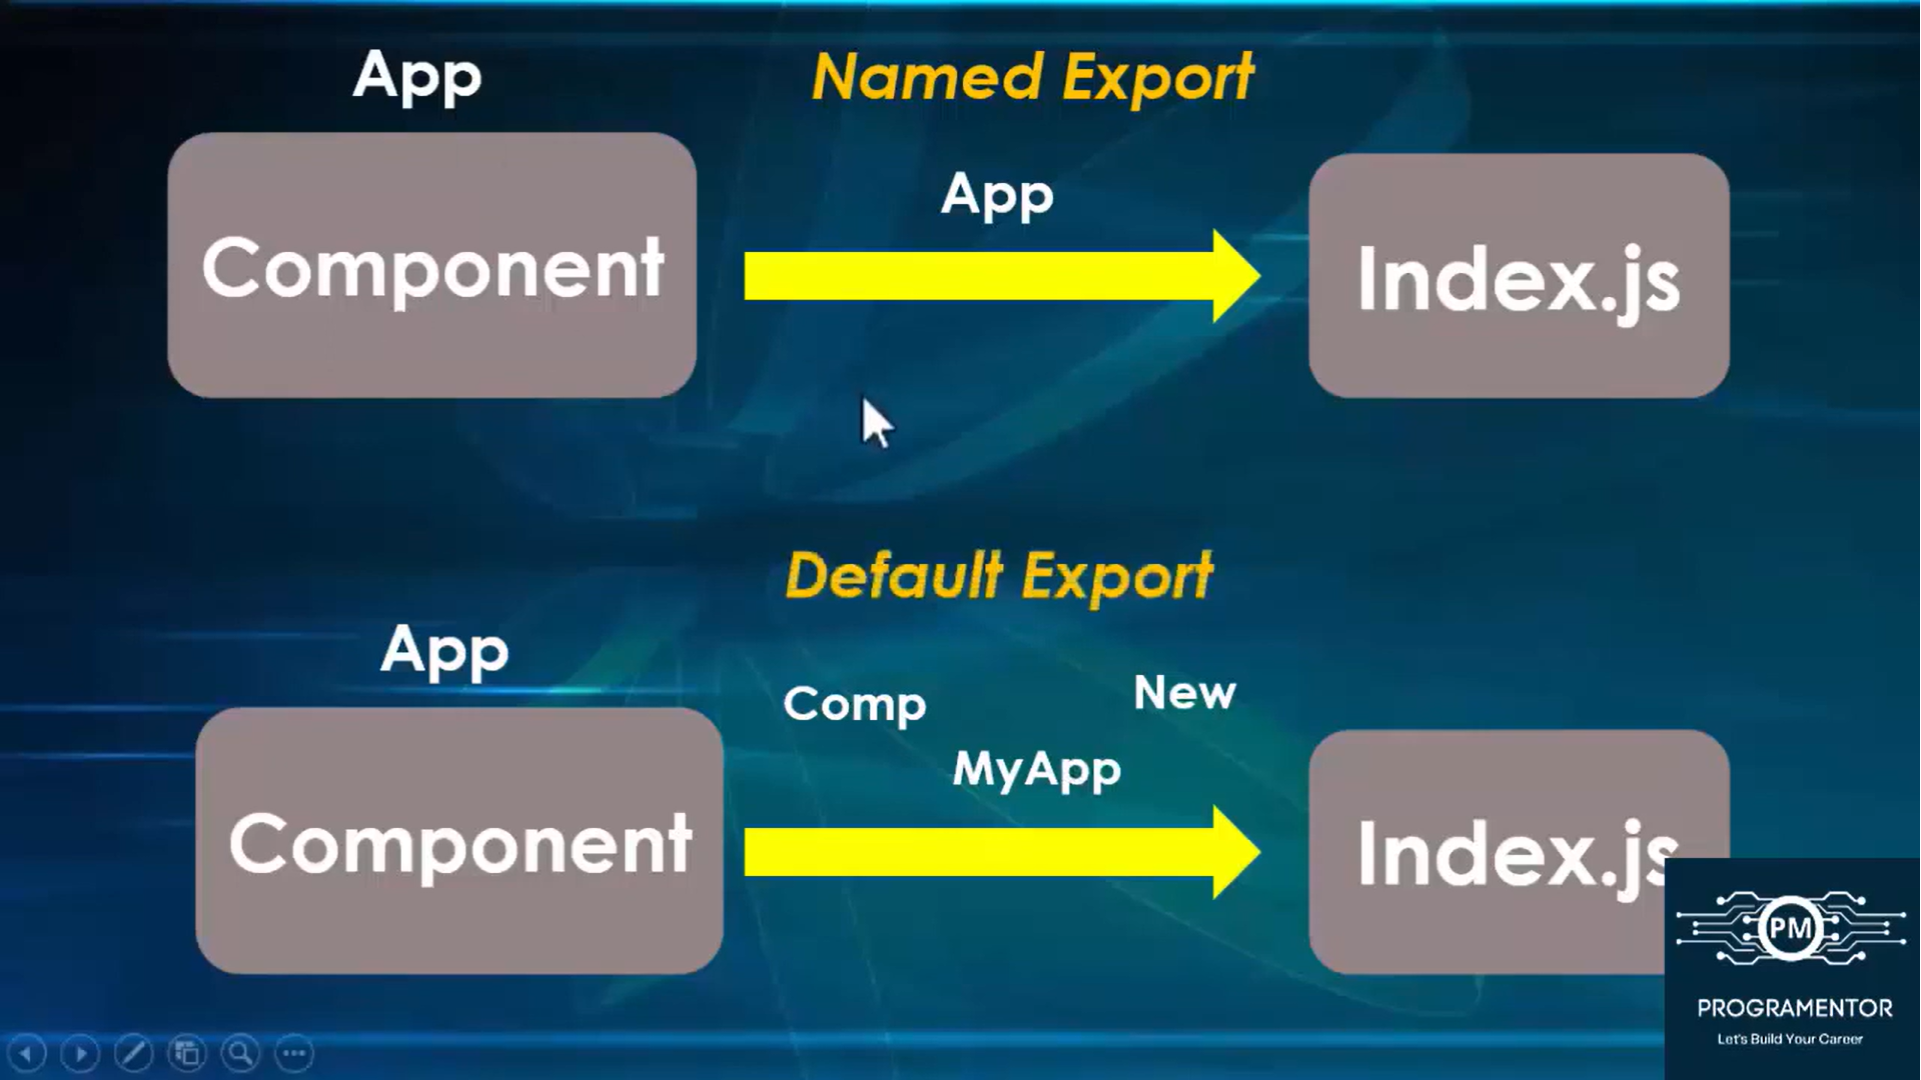 App
Named Export
Component
App
Index.js
Default Export
App
Comp
New
MyApp
Component
Index.js
PM
PROGRAMENTOR
Let's Build Your Career